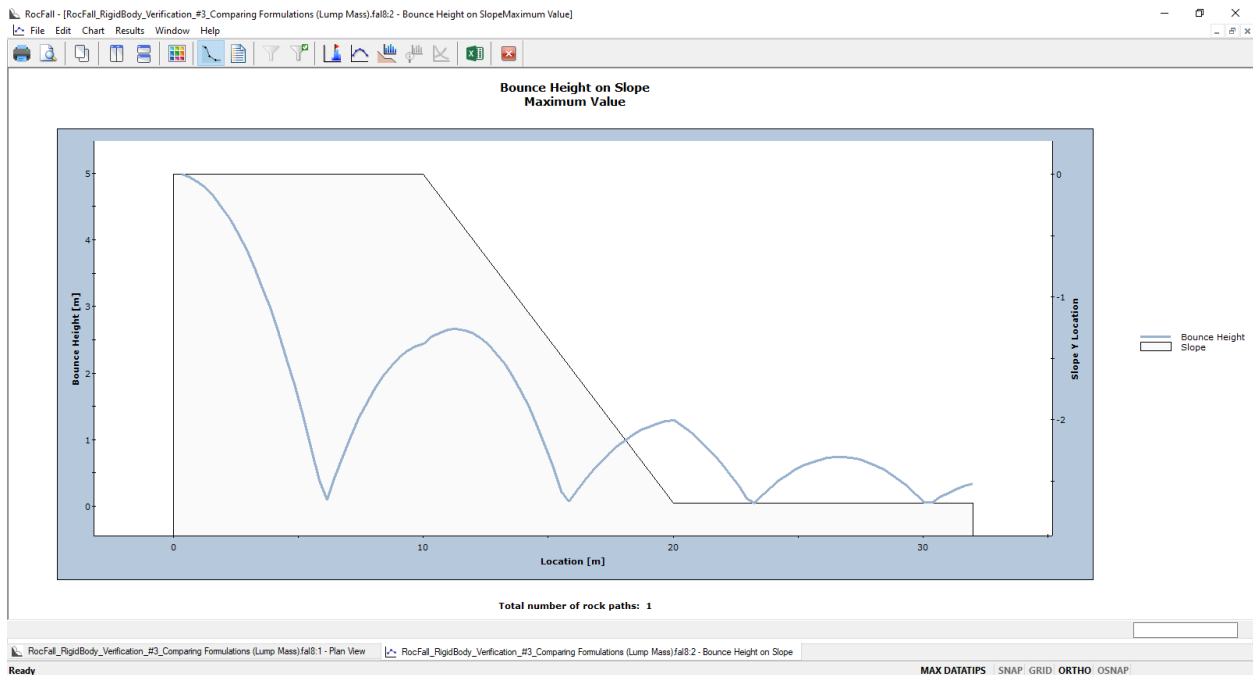 RocFall - [RocFall_RigidBody_Verification_#3_Comparing Formulations (Lump Mass).fal8:2 - Bounce Height on SlopeMaximum Value]
File Edit Chart Results Window Help
Bounce Height on Slope
Maximum Value
Bounce Height [m]
5
4
3
2
1
0
0
-1
-2
Slope Y Location
Bounce Height
Slope
0 10 20 30
Location [m]
Total number of rock paths: 1
RocFall_RigidBody_Verification_#3_Comparing Formulations (Lump Mass).fal8:1 - Plan View RocFall_RigidBody_Verification_#3_Comparing Formulations (Lump Mass).fal8:2 - Bounce Height on Slope
Ready MAX DATATIPS SNAP GRID ORTHO OSNAP